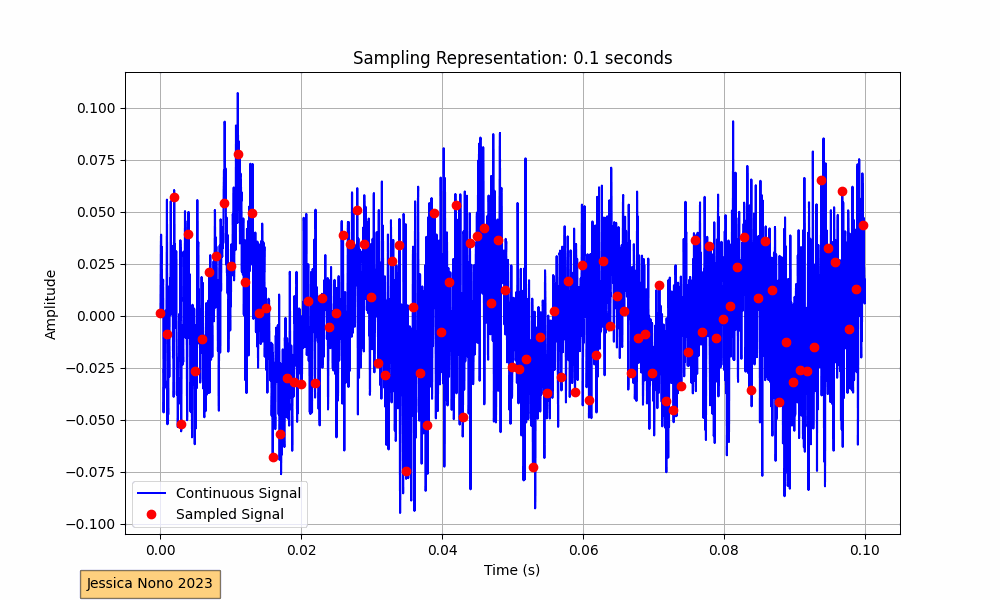 Sampling Representation: 0.1 seconds
0.100
0.075
0.050
0.025
0.000
−0.025
−0.050
−0.075
−0.100
Amplitude
Continuous Signal
Sampled Signal
0.00 0.02 0.04 0.06 0.08 0.10
Time (s)
Jessica Nono 2023